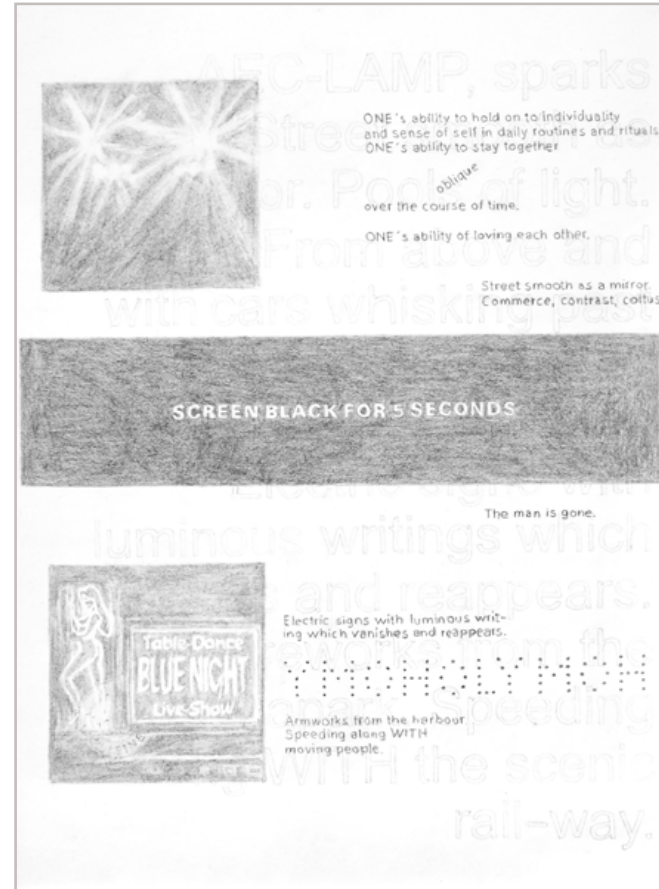 -LAMP, sparks
ONE´s ability to hold on to individuality
and sense of self in daily routines and rituals
Street as
ONE´s ability to stay together
oblique
of light.
over the course of time.
ONE´s ability of loving each other.
From above and
Street smooth as a mirror.
Commerce, contrast, coitus
with cars whisking past
SCREEN BLACK FOR 5 SECONDS
Electric signs with
The man is gone.
luminous writings which
and reappears.
Electric signs with luminous writ-
ing which vanishes and reappears.
from the
YMOHOLYMOH
Table-Dance
BLUE NIGHT
Live-Show
Speeding
Armworks from the harbour.
Speeding along WITH
moving people.
WITH the scenic
rail-way.